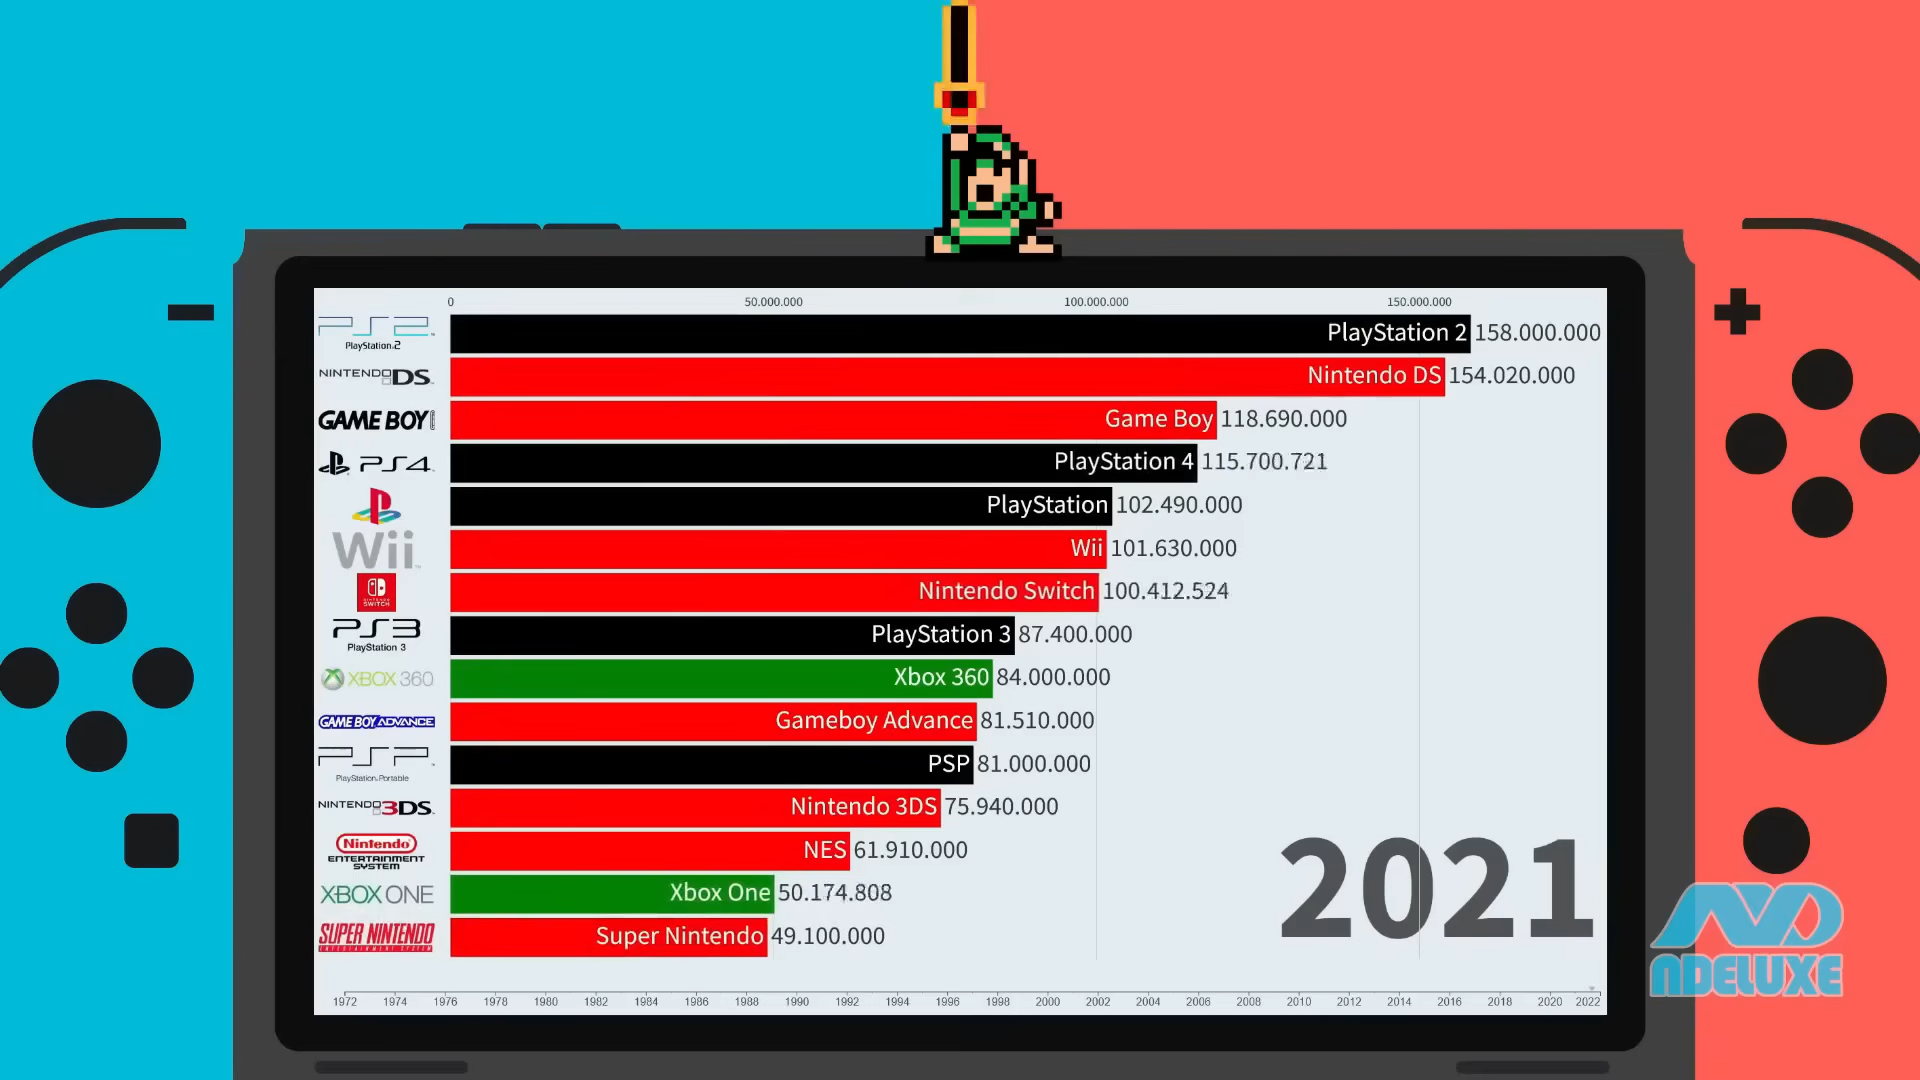 0 50.000.000 100.000.000 150.000.000
PS2 PlayStation.2 PlayStation 2 158.000.000
NINTENDO DS Nintendo DS 154.020.000
GAME BOY Game Boy 118.690.000
PS4 PlayStation 4 115.700.721
PlayStation 102.490.000
Wii Wii 101.630.000
NINTENDO SWITCH Nintendo Switch 100.412.524
PS3 PlayStation 3 PlayStation 3 87.400.000
XBOX 360 Xbox 360 84.000.000
GAME BOY ADVANCE Gameboy Advance 81.510.000
PSP PlayStation.Portable PSP 81.000.000
NINTENDO 3DS Nintendo 3DS 75.940.000
Nintendo ENTERTAINMENT SYSTEM NES 61.910.000
XBOX ONE Xbox One 50.174.808
SUPER NINTENDO ENTERTAINMENT SYSTEM Super Nintendo 49.100.000
2021
NDELUXE
1972 1974 1976 1978 1980 1982 1984 1986 1988 1990 1992 1994 1996 1998 2000 2002 2004 2006 2008 2010 2012 2014 2016 2018 2020 2022